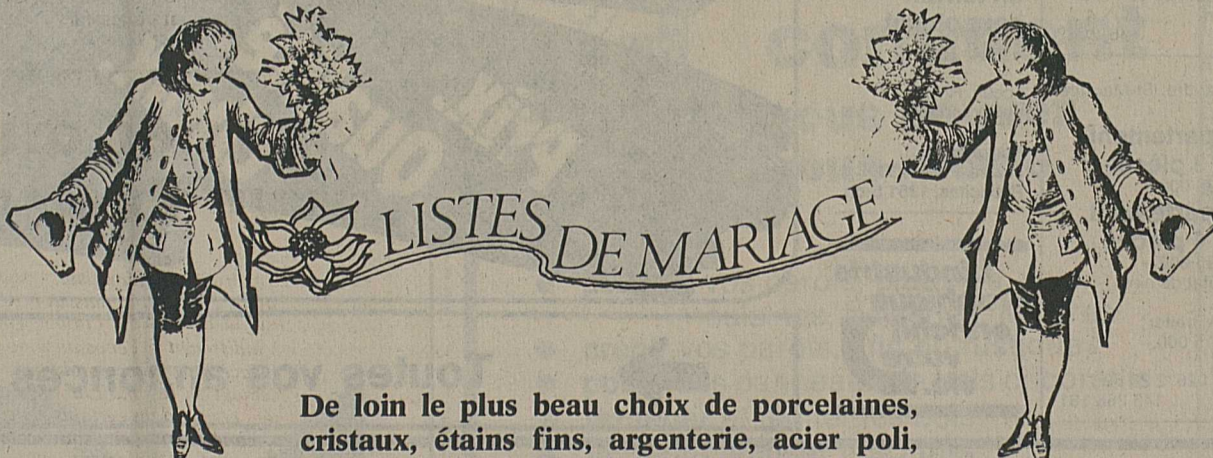 LISTES DE MARIAGE
De loin le plus beau choix de porcelaines,
cristaux, étains fins, argenterie, acier poli,